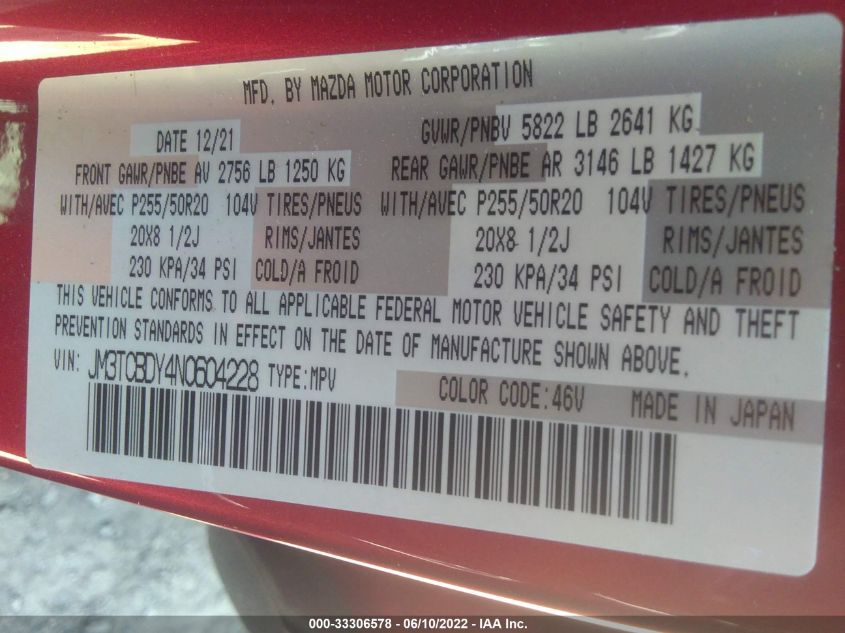 MFD. BY MAZDA MOTOR CORPORATION
DATE 12/21 GVWR/PNBV 5822 LB 2641 KG
FRONT GAWR/PNBE AV 2756 LB 1250 KG REAR GAWR/PNBE AR 3146 LB 1427 KG
WITH/AVEC P255/50R20 104V TIRES/PNEUS WITH/AVEC P255/50R20 104V TIRES/PNEUS
20X8 1/2J RIMS/JANTES 20X8 1/2J RIMS/JANTES
230 KPA/34 PSI COLD/A FROID 230 KPA/34 PSI COLD/A FROID
THIS VEHICLE CONFORMS TO ALL APPLICABLE FEDERAL MOTOR VEHICLE SAFETY AND THEFT
PREVENTION STANDARDS IN EFFECT ON THE DATE OF MANUFACTURE SHOWN ABOVE.
VIN: JM3TCBDY4N0604228 TYPE:MPV COLOR CODE:46V MADE IN JAPAN
000-33306578 - 06/10/2022 - IAA Inc.